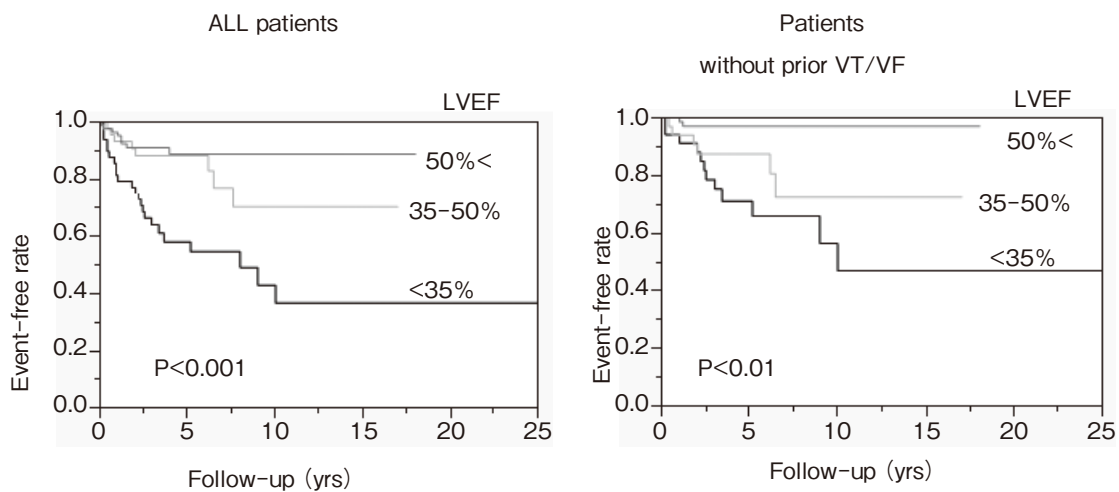 ALL patients
LVEF
1.0
0.8
0.6
0.4
0.2
0.0
50%<
35-50%
<35%
P<0.001
0 5 10 15 20 25
Event-free rate
Follow-up (yrs)
Patients
without prior VT/VF
LVEF
1.0
0.8
0.6
0.4
0.2
0.0
50%<
35-50%
<35%
P<0.01
0 5 10 15 20 25
Event-free rate
Follow-up (yrs)